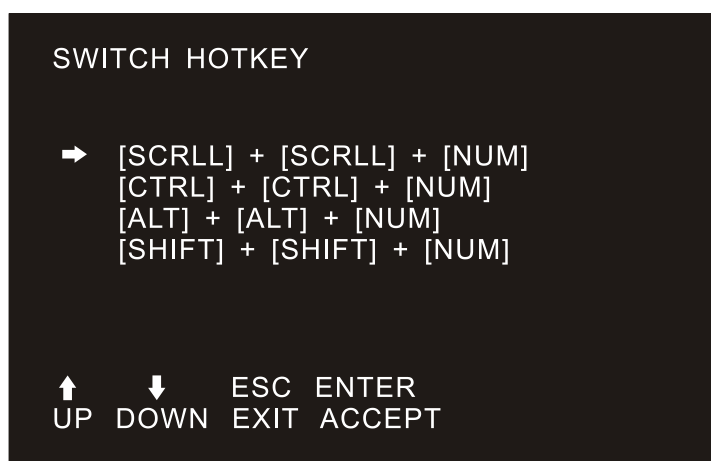 SWITCH HOTKEY
➡ [SCRLL] + [SCRLL] + [NUM]
[CTRL] + [CTRL] + [NUM]
[ALT] + [ALT] + [NUM]
[SHIFT] + [SHIFT] + [NUM]
⬆ ⬇ ESC ENTER
UP DOWN EXIT ACCEPT